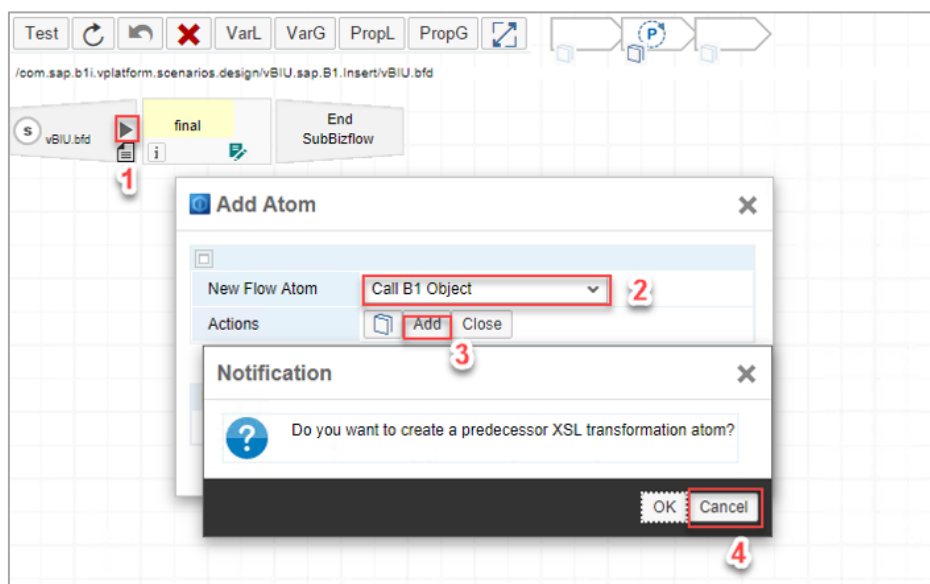 Test VarL VarG PropL PropG P
/com.sap.b1i.vplatform.scenarios.design/vBIU.sap.B1.Insert/vBIU.bfd
S vBIU.bfd final i End
SubBizflow
1
Add Atom
New Flow Atom Call B1 Object 2
Actions Add Close
3
Notification
? Do you want to create a predecessor XSL transformation atom?
OK Cancel
4